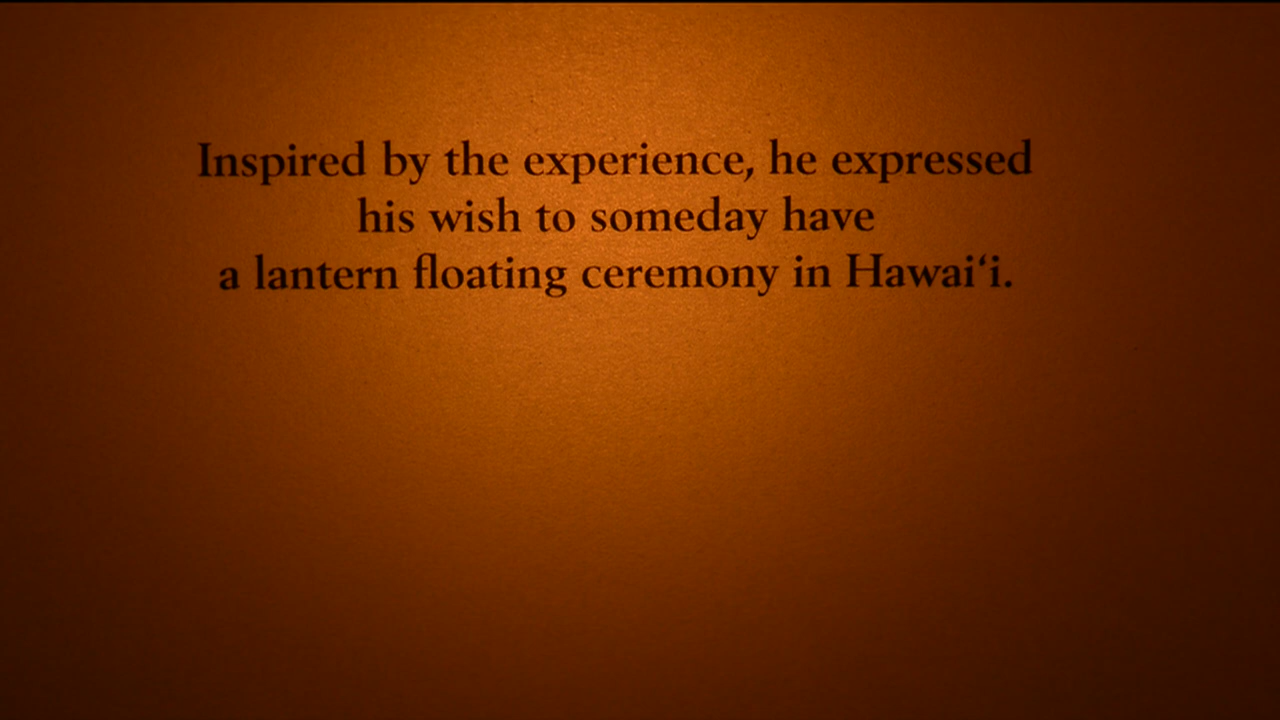 Inspired by the experience, he expressed
his wish to someday have
a lantern floating ceremony in Hawai‘i.